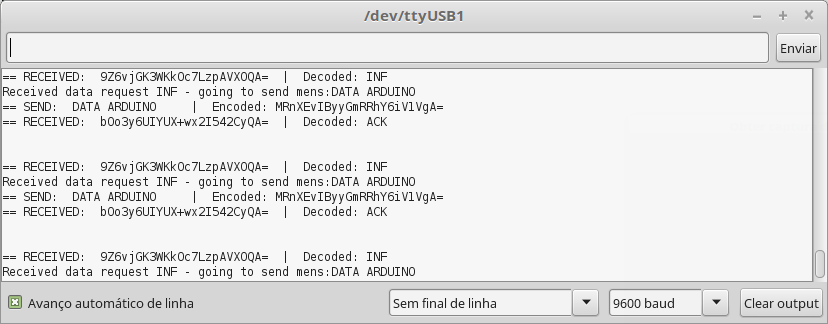 /dev/ttyUSB1
Enviar
== RECEIVED:  9Z6vjGK3WKkOc7LzpAVXOQA=  |  Decoded: INF
Received data request INF - going to send mens:DATA ARDUINO
== SEND:  DATA ARDUINO     |  Encoded: MRnXEvIByyGmRRhY6iVlVgA=
== RECEIVED:  bOo3y6UIYUX+wx2I542CyQA=  |  Decoded: ACK
== RECEIVED:  9Z6vjGK3WKkOc7LzpAVXOQA=  |  Decoded: INF
Received data request INF - going to send mens:DATA ARDUINO
== SEND:  DATA ARDUINO     |  Encoded: MRnXEvIByyGmRRhY6iVlVgA=
== RECEIVED:  bOo3y6UIYUX+wx2I542CyQA=  |  Decoded: ACK
== RECEIVED:  9Z6vjGK3WKkOc7LzpAVXOQA=  |  Decoded: INF
Received data request INF - going to send mens:DATA ARDUINO
Avanço automático de linha
Sem final de linha
9600 baud
Clear output